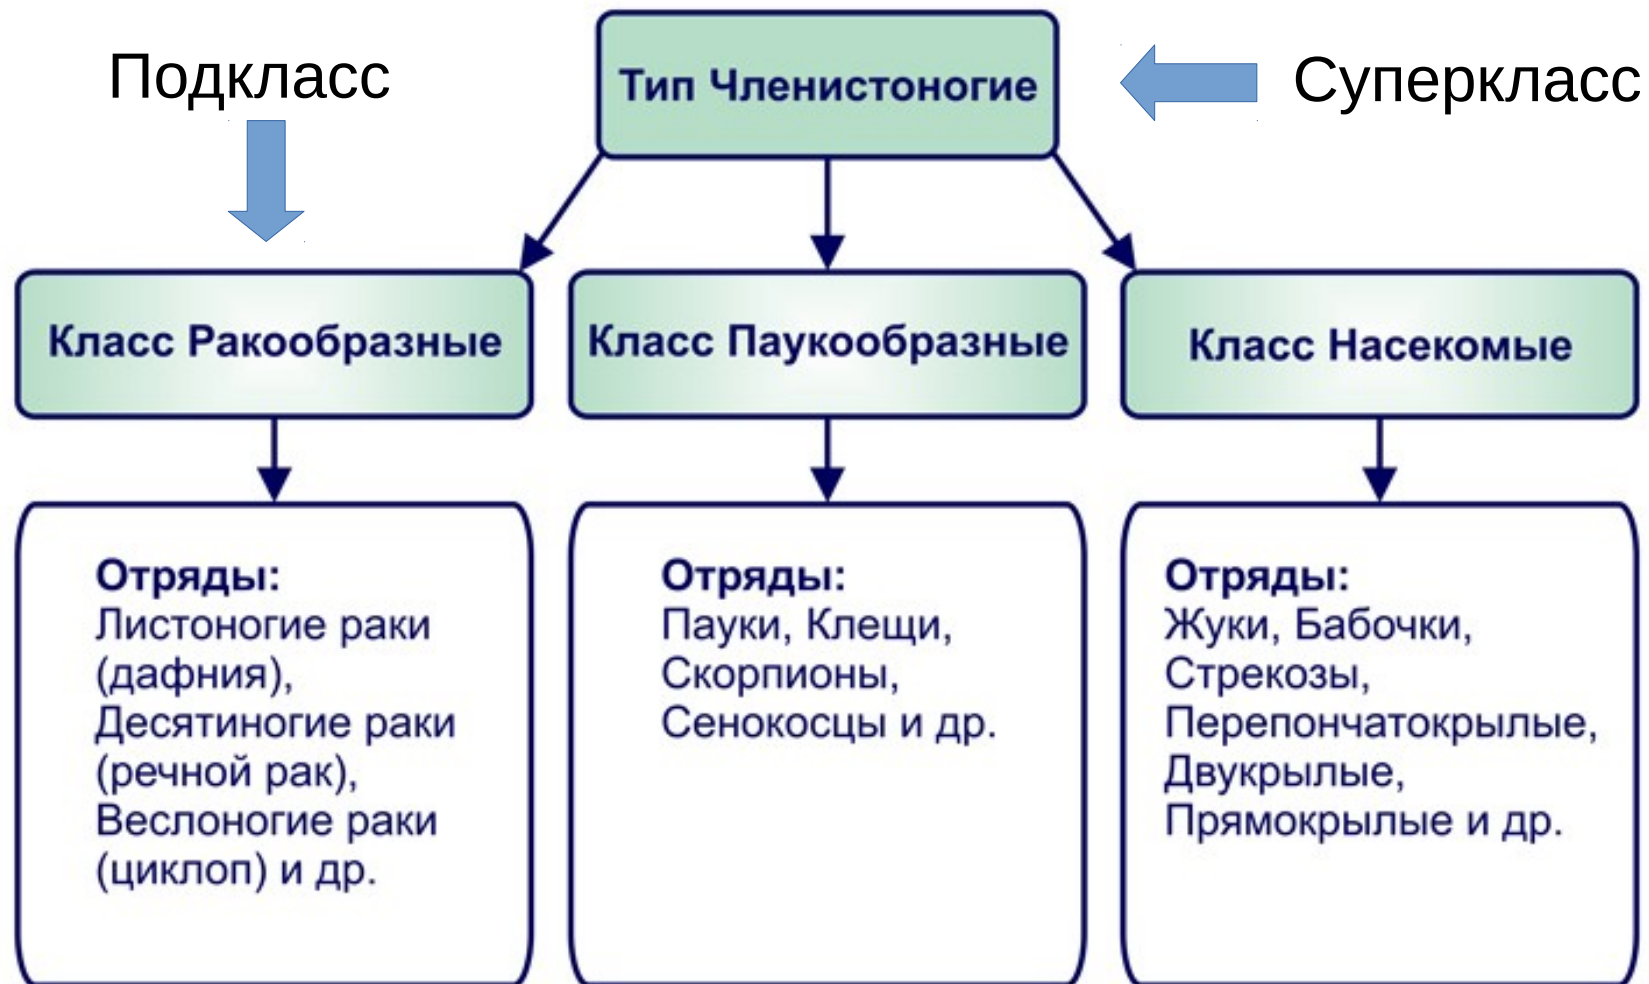 Подкласс
Тип Членистоногие
Суперкласс
Класс Ракообразные
Класс Паукообразные
Класс Насекомые
Отряды:
Листоногие раки
(дафния),
Десятиногие раки
(речной рак),
Веслоногие раки
(циклоп) и др.
Отряды:
Пауки, Клещи,
Скорпионы,
Сенокосцы и др.
Отряды:
Жуки, Бабочки,
Стрекозы,
Перепончатокрылые,
Двукрылые,
Прямокрылые и др.